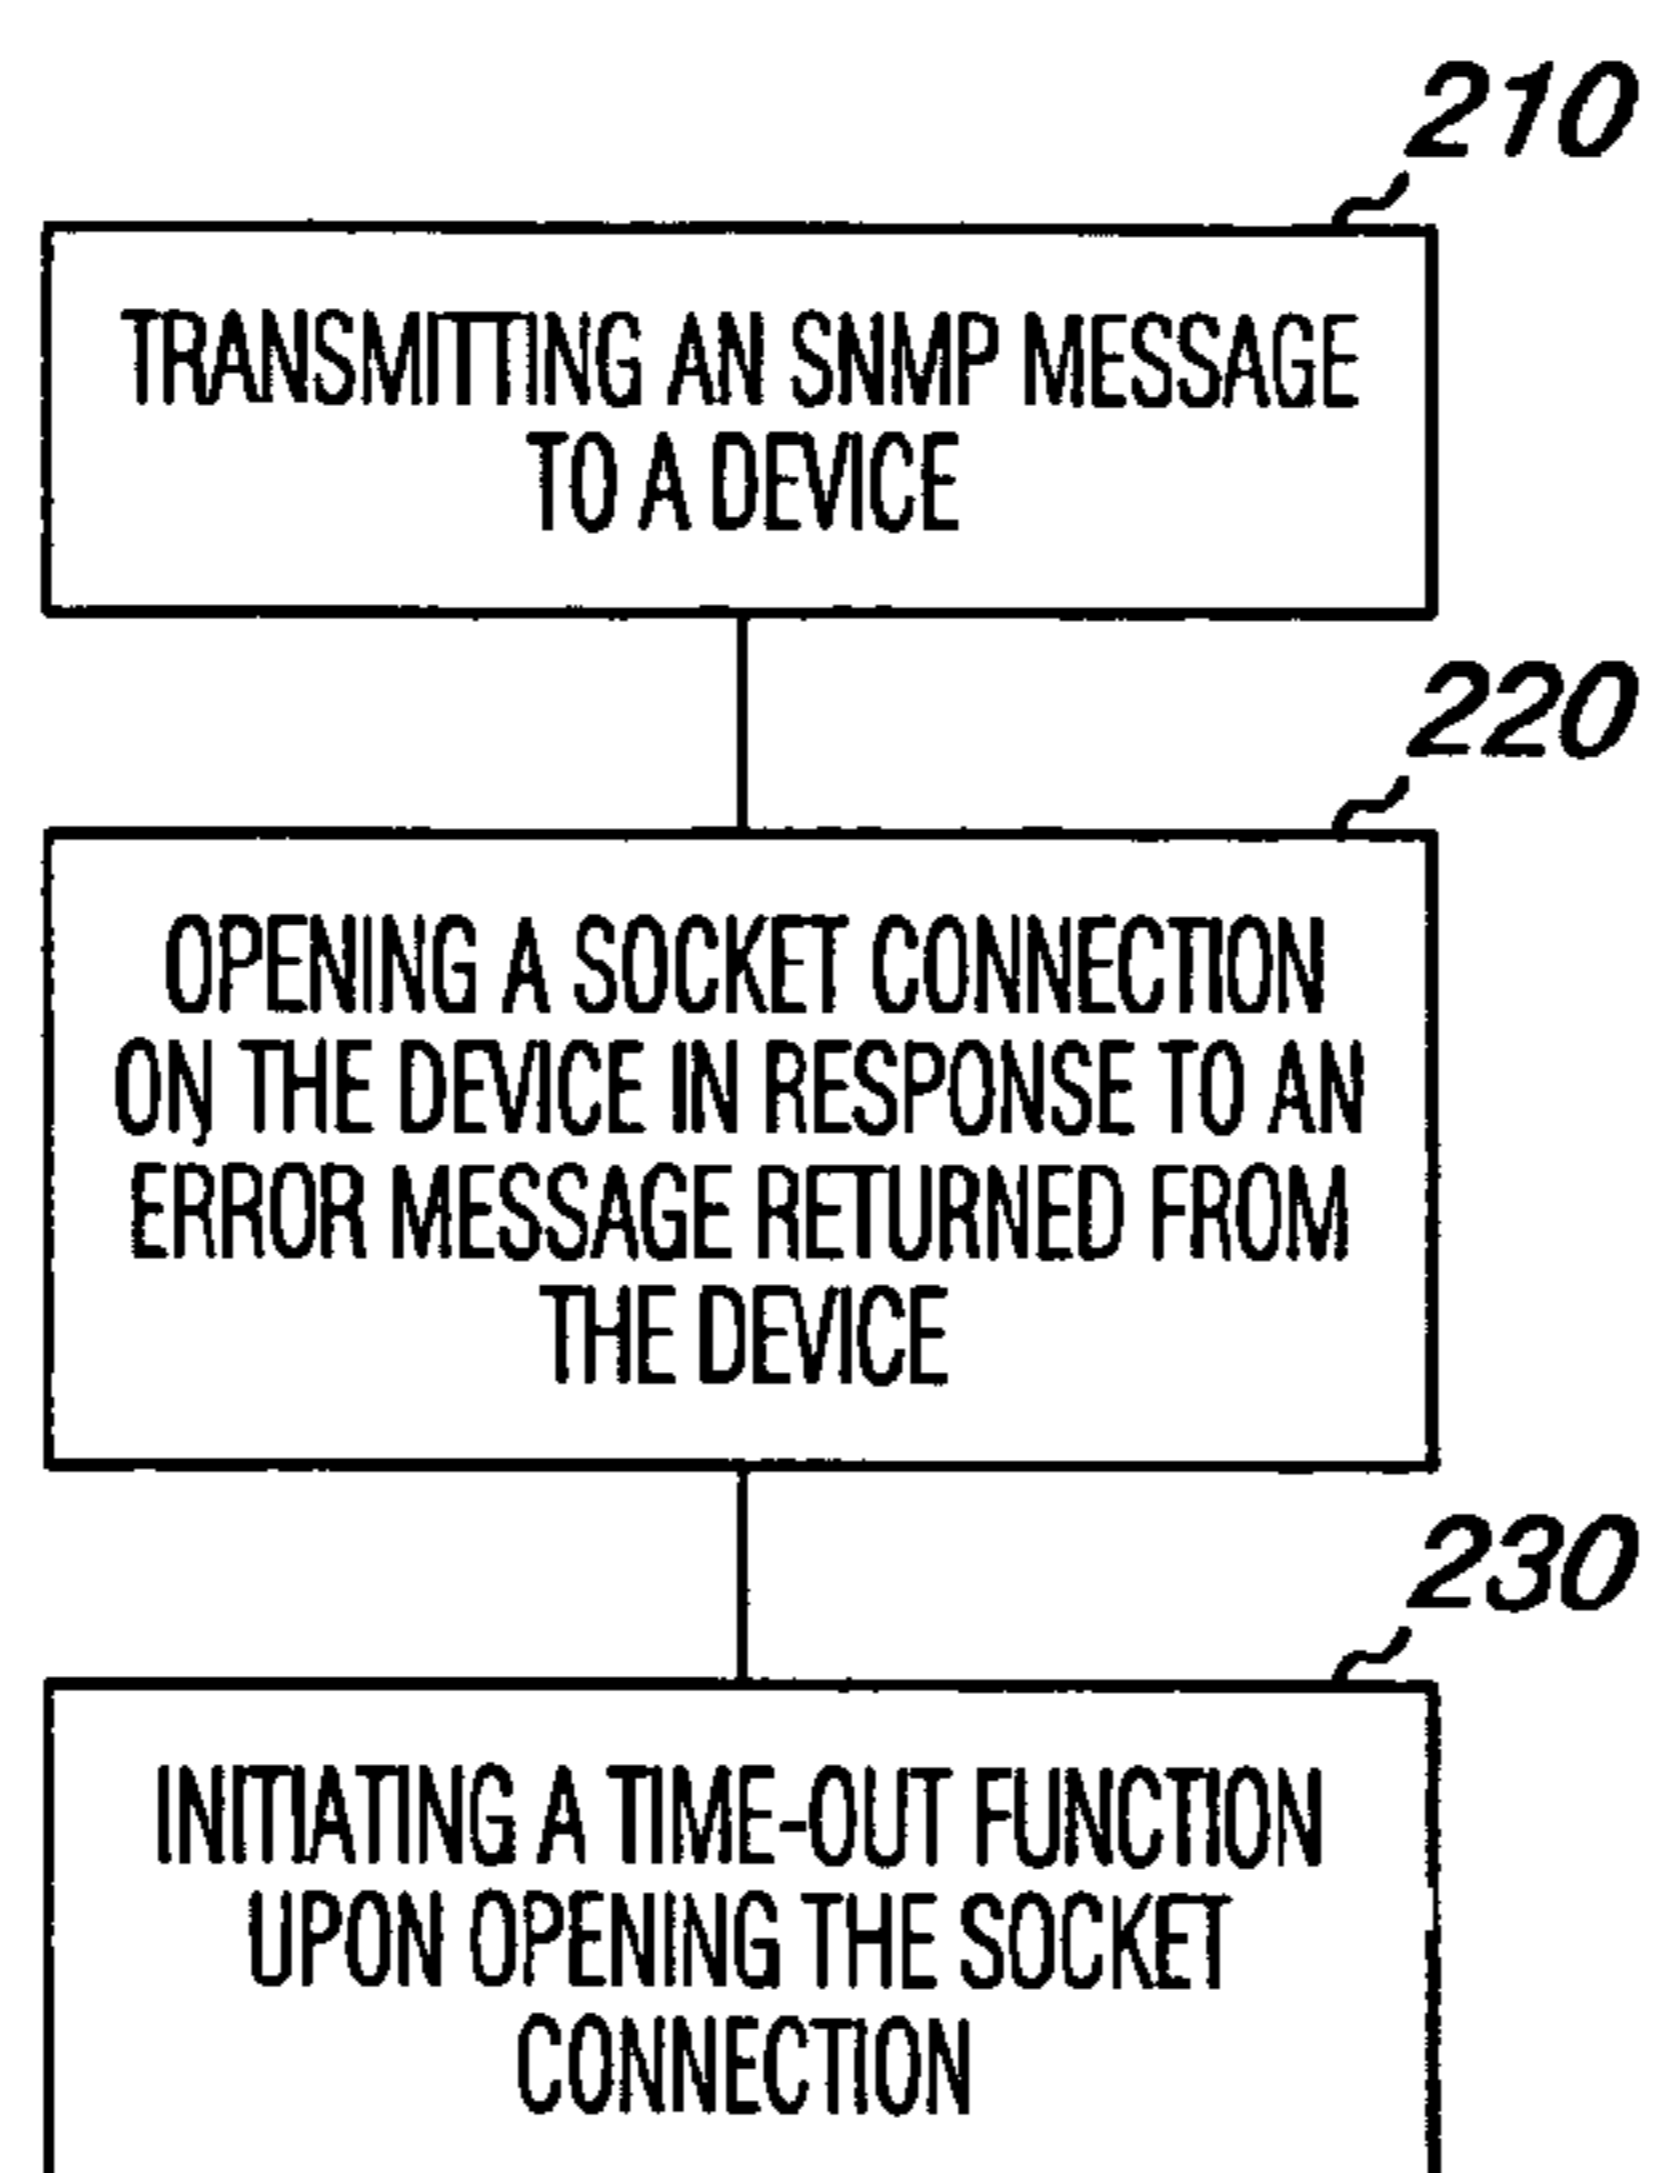 210
TRANSMITTING AN SNMP MESSAGE
TO A DEVICE
220
OPENING A SOCKET CONNECTION
ON THE DEVICE IN RESPONSE TO AN
ERROR MESSAGE RETURNED FROM
THE DEVICE
230
INITIATING A TIME-OUT FUNCTION
UPON OPENING THE SOCKET
CONNECTION